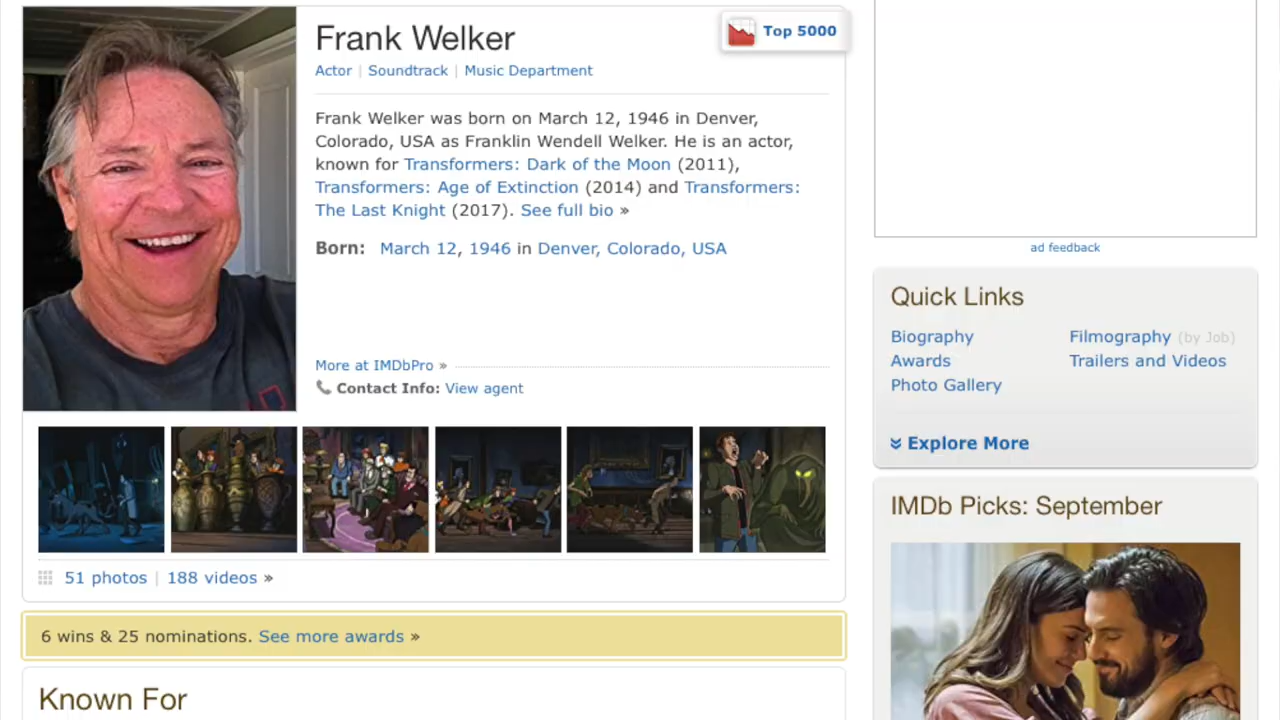 Frank Welker
Top 5000
Actor | Soundtrack | Music Department
Frank Welker was born on March 12, 1946 in Denver,
Colorado, USA as Franklin Wendell Welker. He is an actor,
known for Transformers: Dark of the Moon (2011),
Transformers: Age of Extinction (2014) and Transformers:
The Last Knight (2017). See full bio »
Born: March 12, 1946 in Denver, Colorado, USA
More at IMDbPro »
Contact Info: View agent
51 photos | 188 videos »
6 wins & 25 nominations. See more awards »
Known For
ad feedback
Quick Links
Biography
Filmography (by Job)
Awards
Trailers and Videos
Photo Gallery
Explore More
IMDb Picks: September